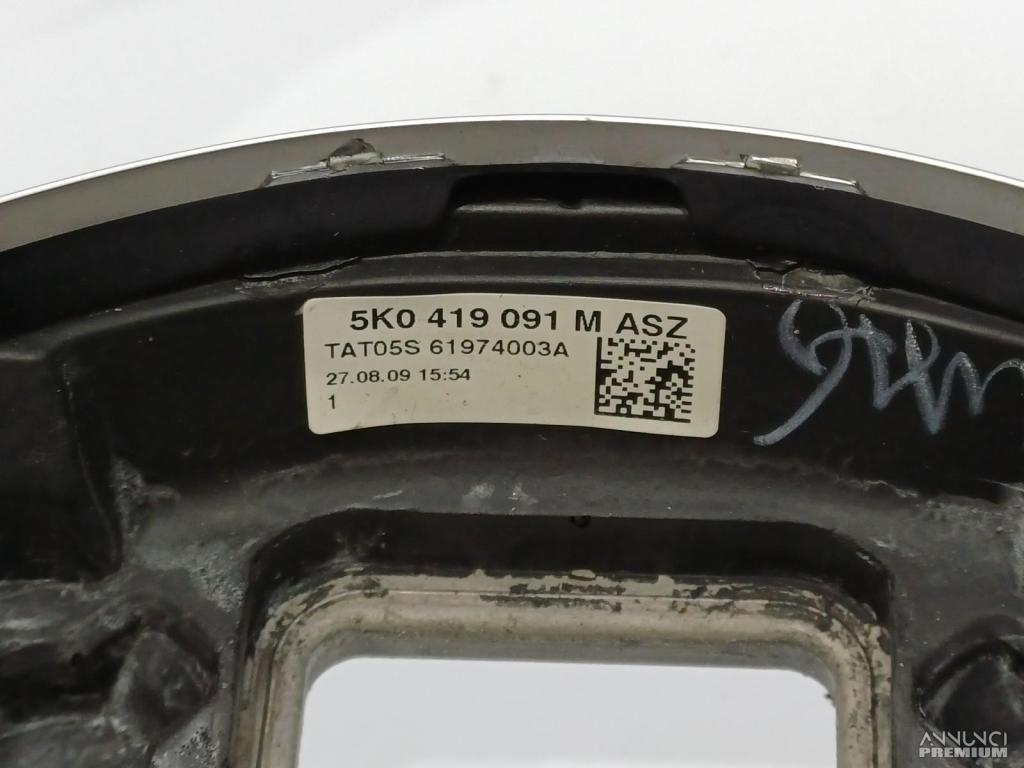 5K0 419 091 M ASZ
TAT05S 61974003A
27.08.09 15:54
1
ANNUNCI
PREMIUM